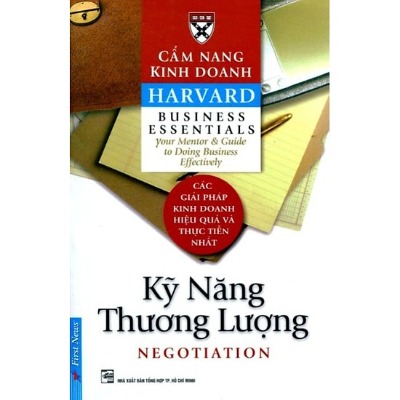 CẨM NANG
KINH DOANH
HARVARD
BUSINESS
ESSENTIALS
Your Mentor & Guide
to Doing Business
Effectively
CÁC
GIẢI PHÁP
KINH DOANH
HIỆU QUẢ VÀ
THỰC TIỄN
NHẤT
Kỹ Năng
Thương Lượng
NEGOTIATION
First News
NHÀ XUẤT BẢN TỔNG HỢP TP. HỒ CHÍ MINH